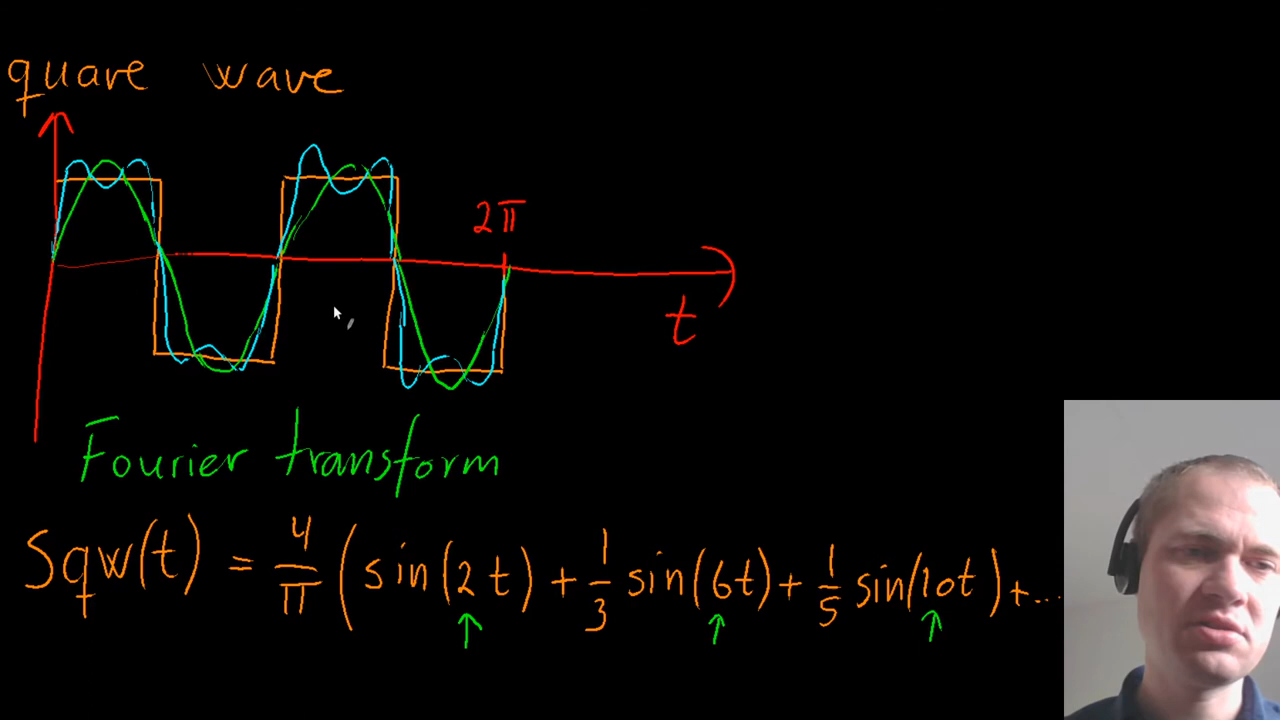 quare wave
2π
t
Fourier transform
Sqw(t) = 4/π (sin(2t) + 1/3 sin(6t) + 1/5 sin(10t) + ...